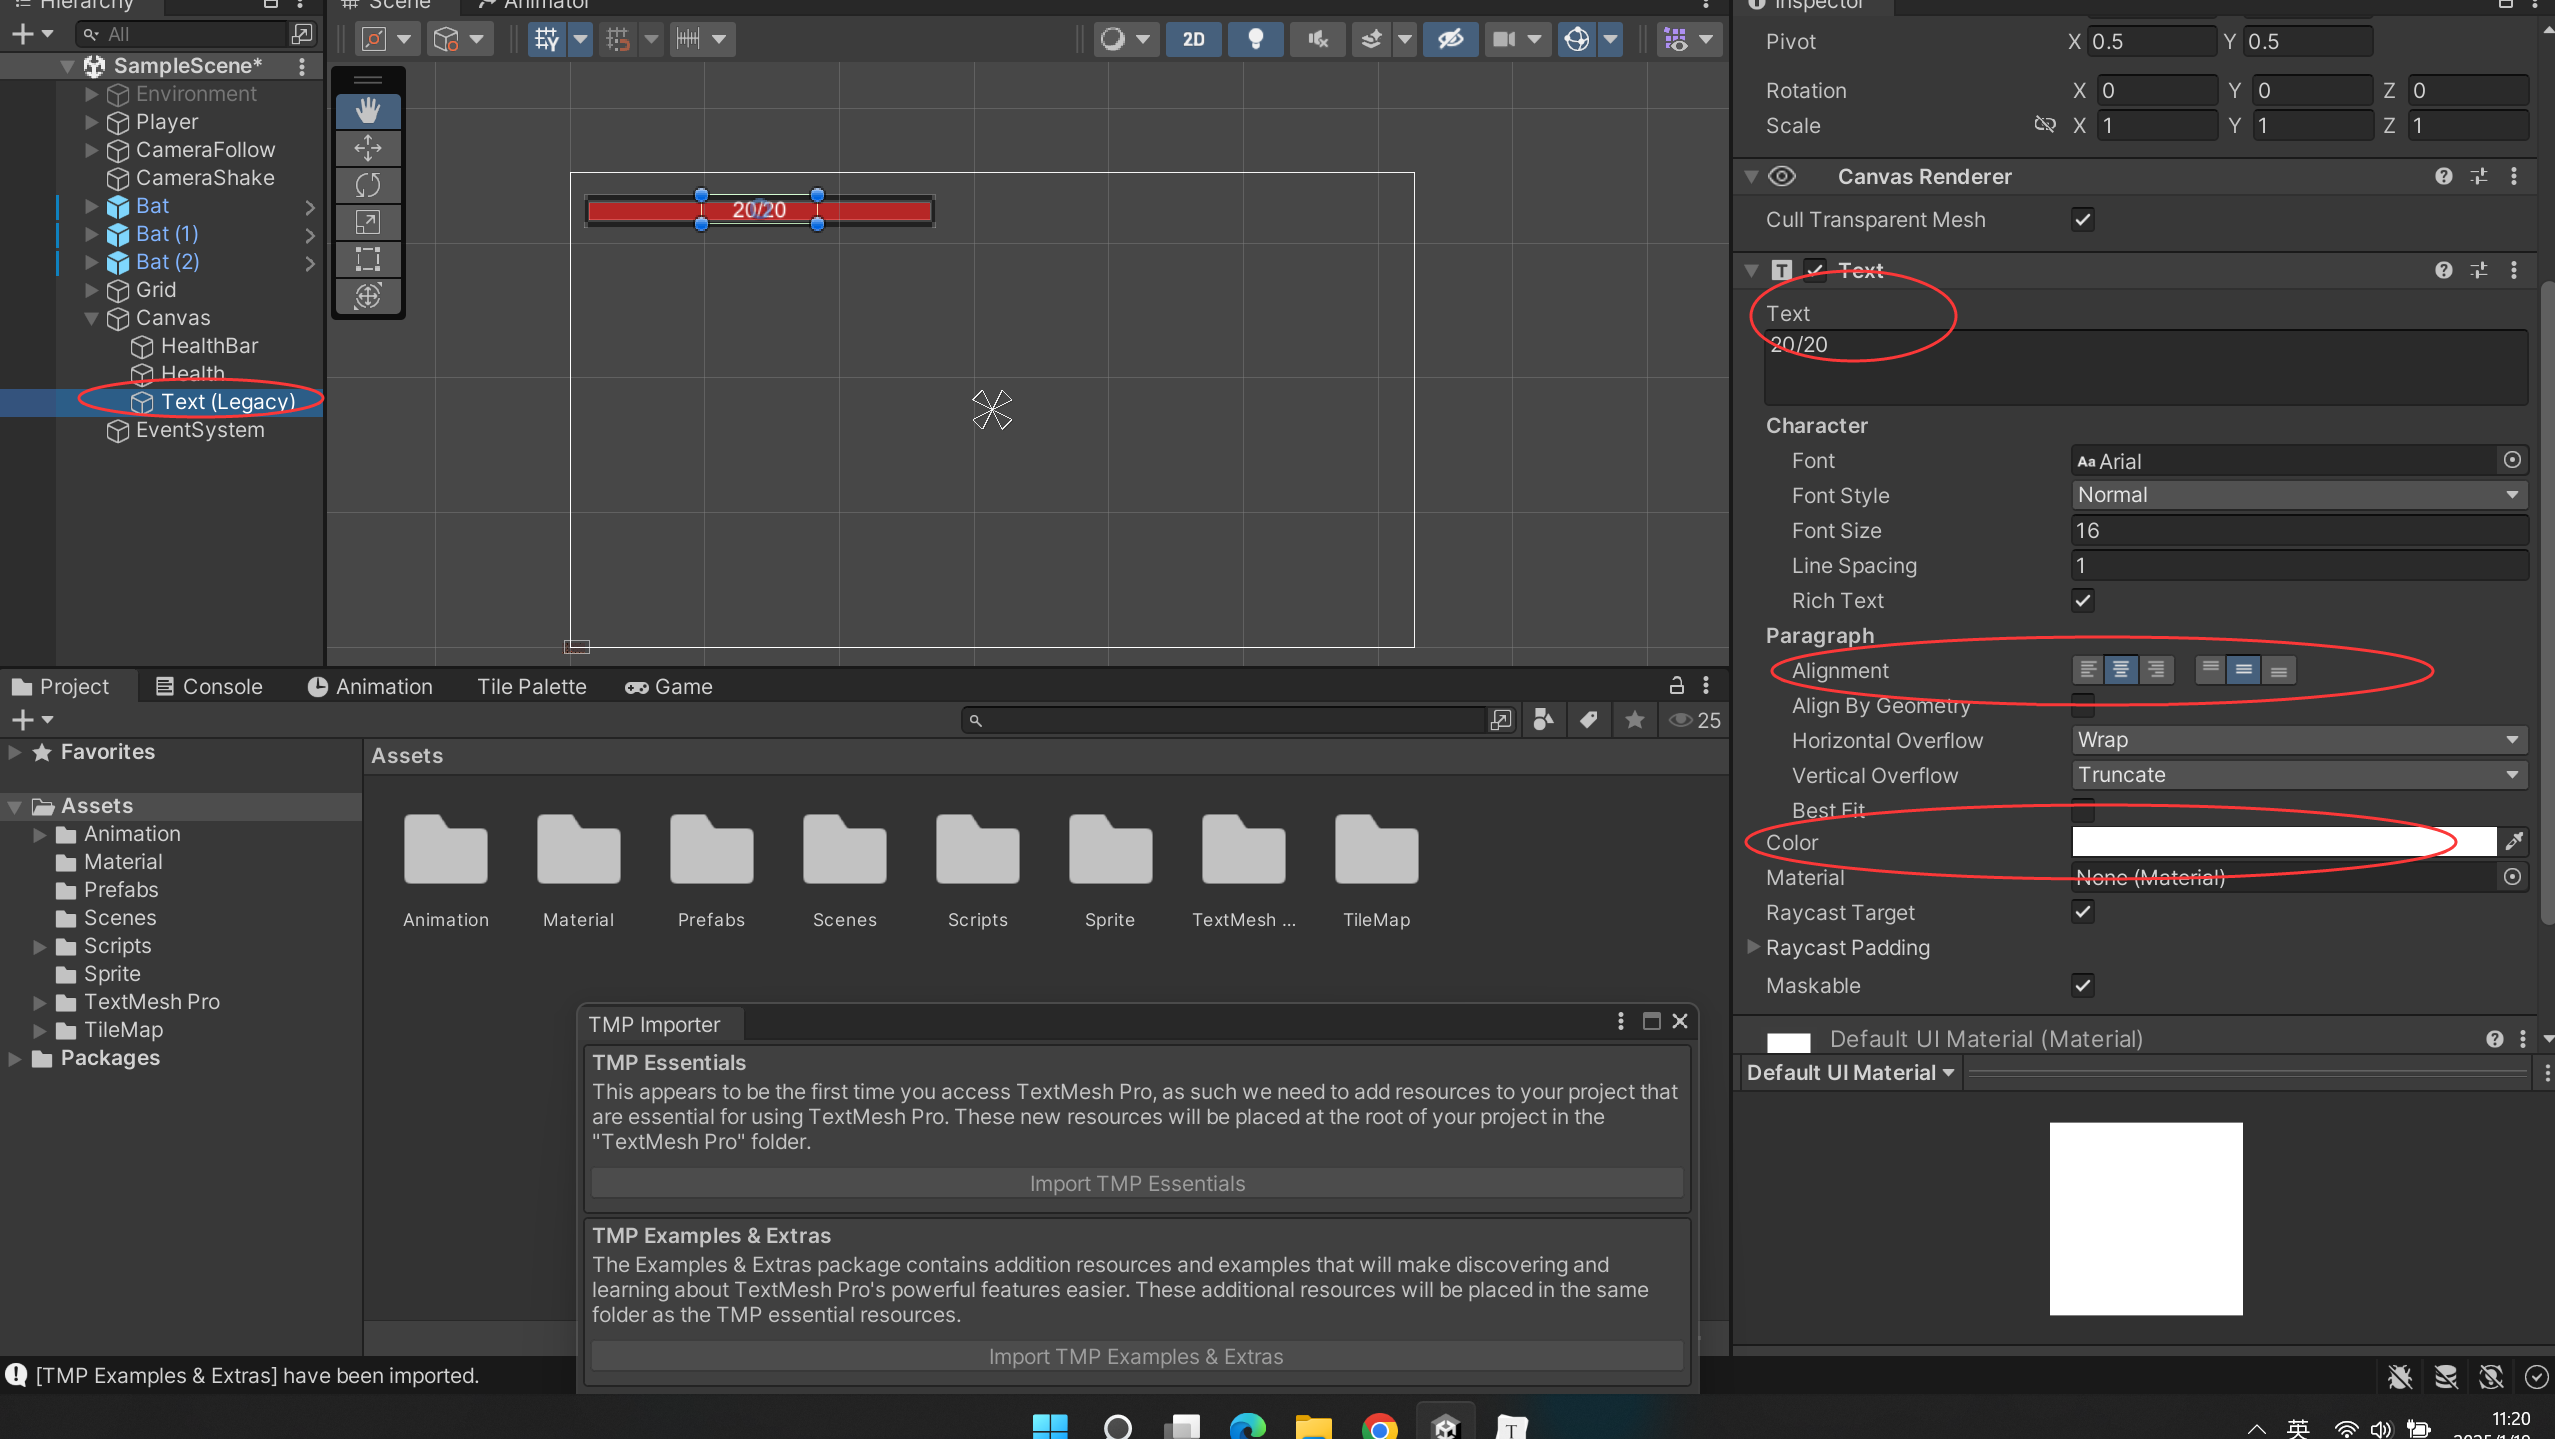 Hierarchy
All
SampleScene*
Environment
Player
CameraFollow
CameraShake
Bat
Bat (1)
Bat (2)
Grid
Canvas
HealthBar
Health
Text (Legacy)
EventSystem
Scene
Animator
2D
20/20
Inspector
Pivot X 0.5 Y 0.5
Rotation X 0 Y 0 Z 0
Scale X 1 Y 1 Z 1
Canvas Renderer
Cull Transparent Mesh
T Text
Text
20/20
Character
Font Aa Arial
Font Style Normal
Font Size 16
Line Spacing 1
Rich Text
Paragraph
Alignment
Align By Geometry
Horizontal Overflow Wrap
Vertical Overflow Truncate
Best Fit
Color
Material None (Material)
Raycast Target
Raycast Padding
Maskable
Default UI Material (Material)
Default UI Material
Project Console Animation Tile Palette Game
25
Favorites
Assets
Animation
Material
Prefabs
Scenes
Scripts
Sprite
TextMesh Pro
TileMap
Packages
Assets
Animation Material Prefabs Scenes Scripts Sprite TextMesh ... TileMap
TMP Importer
TMP Essentials
This appears to be the first time you access TextMesh Pro, as such we need to add resources to your project that
are essential for using TextMesh Pro. These new resources will be placed at the root of your project in the
"TextMesh Pro" folder.
Import TMP Essentials
TMP Examples & Extras
The Examples & Extras package contains addition resources and examples that will make discovering and
learning about TextMesh Pro's powerful features easier. These additional resources will be placed in the same
folder as the TMP essential resources.
Import TMP Examples & Extras
[TMP Examples & Extras] have been imported.
T
英
11:20